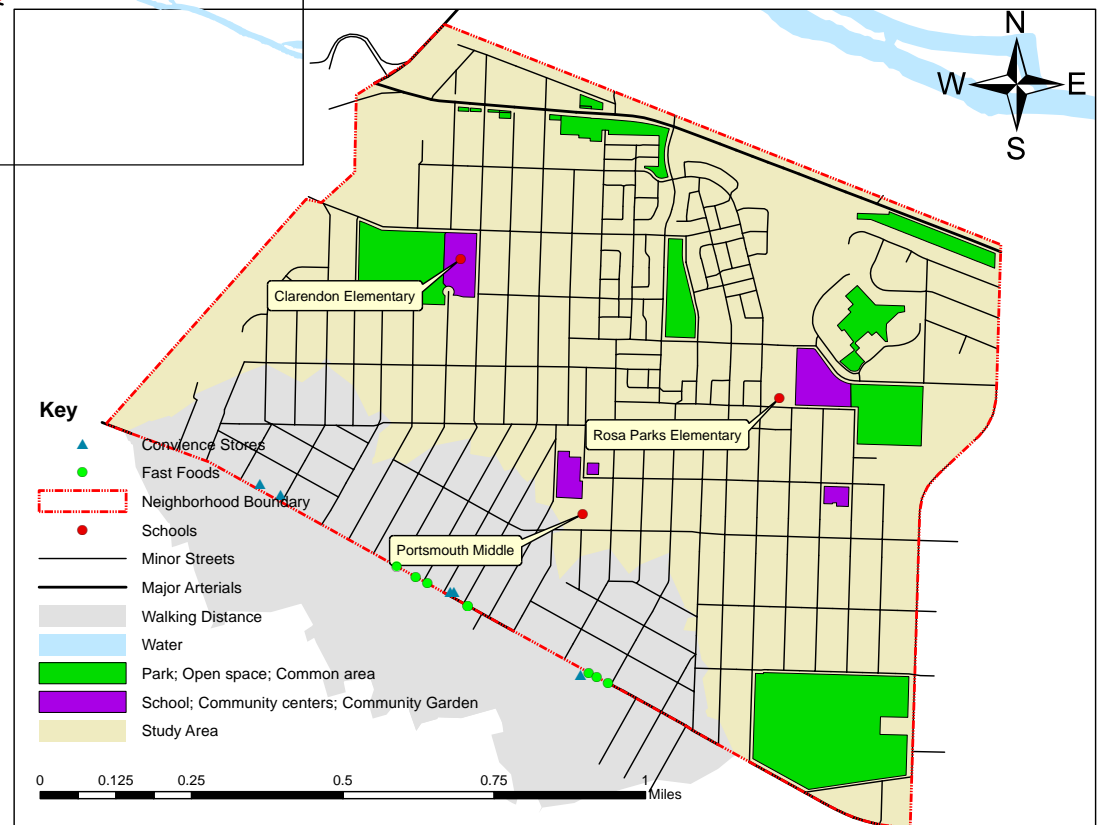 N
W E
S
Clarendon Elementary
Rosa Parks Elementary
Portsmouth Middle
Key
Convience Stores
Fast Foods
Neighborhood Boundary
Schools
Minor Streets
Major Arterials
Walking Distance
Water
Park; Open space; Common area
School; Community centers; Community Garden
Study Area
0 0.125 0.25 0.5 0.75 1
Miles